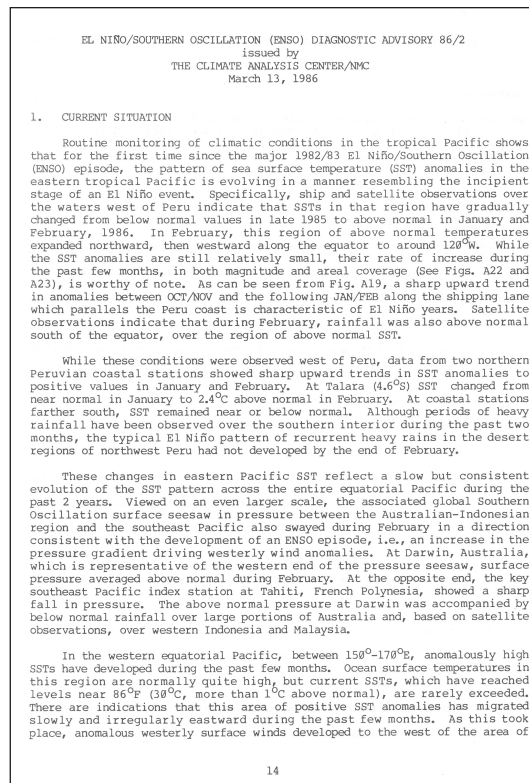 EL NIÑO/SOUTHERN OSCILLATION (ENSO) DIAGNOSTIC ADVISORY 86/2
issued by
THE CLIMATE ANALYSIS CENTER/NMC
March 13, 1986
1. CURRENT SITUATION
Routine monitoring of climatic conditions in the tropical Pacific shows
that for the first time since the major 1982/83 El Niño/Southern Oscillation
(ENSO) episode, the pattern of sea surface temperature (SST) anomalies in the
eastern tropical Pacific is evolving in a manner resembling the incipient
stage of an El Niño event. Specifically, ship and satellite observations over
the waters west of Peru indicate that SSTs in that region have gradually
changed from below normal values in late 1985 to above normal in January and
February, 1986. In February, this region of above normal temperatures
expanded northward, then westward along the equator to around 120°W. While
the SST anomalies are still relatively small, their rate of increase during
the past few months, in both magnitude and areal coverage (See Figs. A22 and
A23), is worthy of note. As can be seen from Fig. A19, a sharp upward trend
in anomalies between OCT/NOV and the following JAN/FEB along the shipping lane
which parallels the Peru coast is characteristic of El Niño years. Satellite
observations indicate that during February, rainfall was also above normal
south of the equator, over the region of above normal SST.
While these conditions were observed west of Peru, data from two northern
Peruvian coastal stations showed sharp upward trends in SST anomalies to
positive values in January and February. At Talara (4.6°S) SST changed from
near normal in January to 2.4°C above normal in February. At coastal stations
farther south, SST remained near or below normal. Although periods of heavy
rainfall have been observed over the southern interior during the past two
months, the typical El Niño pattern of recurrent heavy rains in the desert
regions of northwest Peru had not developed by the end of February.
These changes in eastern Pacific SST reflect a slow but consistent
evolution of the SST pattern across the entire equatorial Pacific during the
past 2 years. Viewed on an even larger scale, the associated global Southern
Oscillation surface seesaw in pressure between the Australian-Indonesian
region and the southeast Pacific also swayed during February in a direction
consistent with the development of an ENSO episode, i.e., an increase in the
pressure gradient driving westerly wind anomalies. At Darwin, Australia,
which is representative of the western end of the pressure seesaw, surface
pressure averaged above normal during February. At the opposite end, the key
southeast Pacific index station at Tahiti, French Polynesia, showed a sharp
fall in pressure. The above normal pressure at Darwin was accompanied by
below normal rainfall over large portions of Australia and, based on satellite
observations, over western Indonesia and Malaysia.
In the western equatorial Pacific, between 150°-170°E, anomalously high
SSTs have developed during the past few months. Ocean surface temperatures in
this region are normally quite high, but current SSTs, which have reached
levels near 86°F (30°C, more than 1°C above normal), are rarely exceeded.
There are indications that this area of positive SST anomalies has migrated
slowly and irregularly eastward during the past few months. As this took
place, anomalous westerly surface winds developed to the west of the area of
14